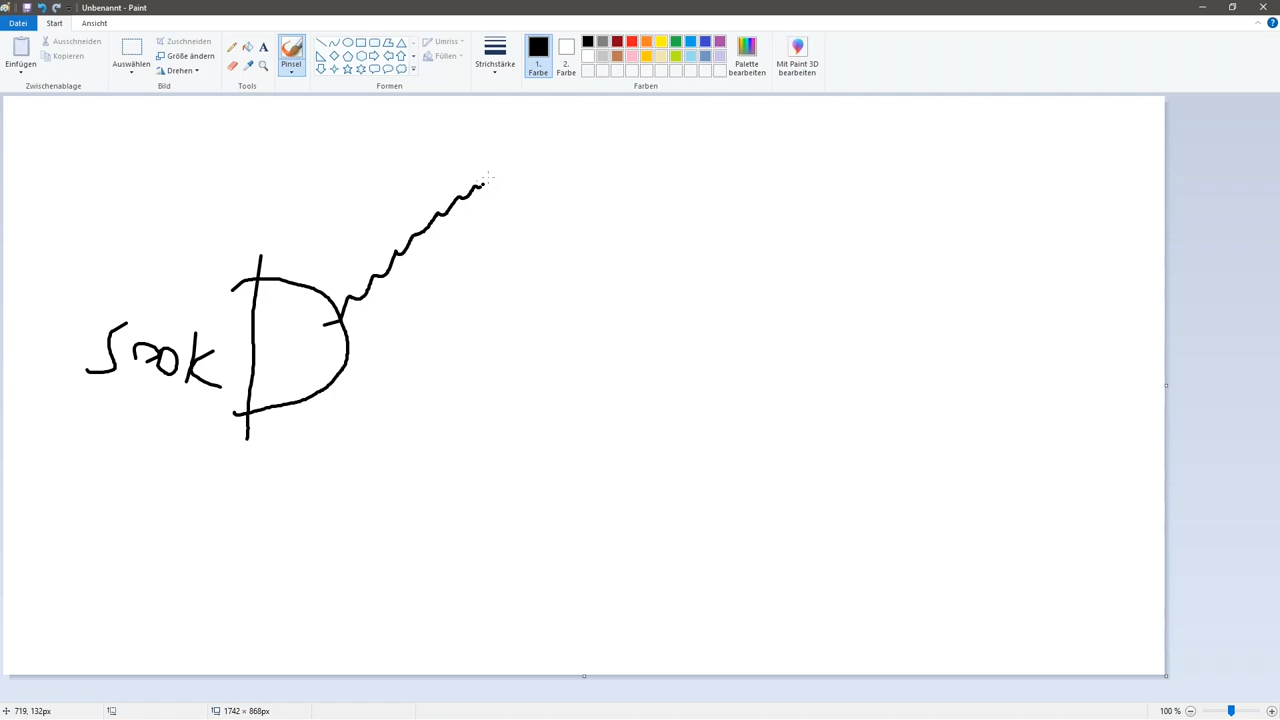 Unbenannt - Paint
Datei Start Ansicht
Einfügen
Ausschneiden
Kopieren
Zwischenablage
Auswählen
Zuschneiden
Größe ändern
Drehen
Bild
A
Tools
Pinsel
Formen
Umriss
Füllen
Strichstärke
1. Farbe
2. Farbe
Farben
Palette bearbeiten
Mit Paint 3D bearbeiten
500K D
719, 132px 1742 × 868px 100 %